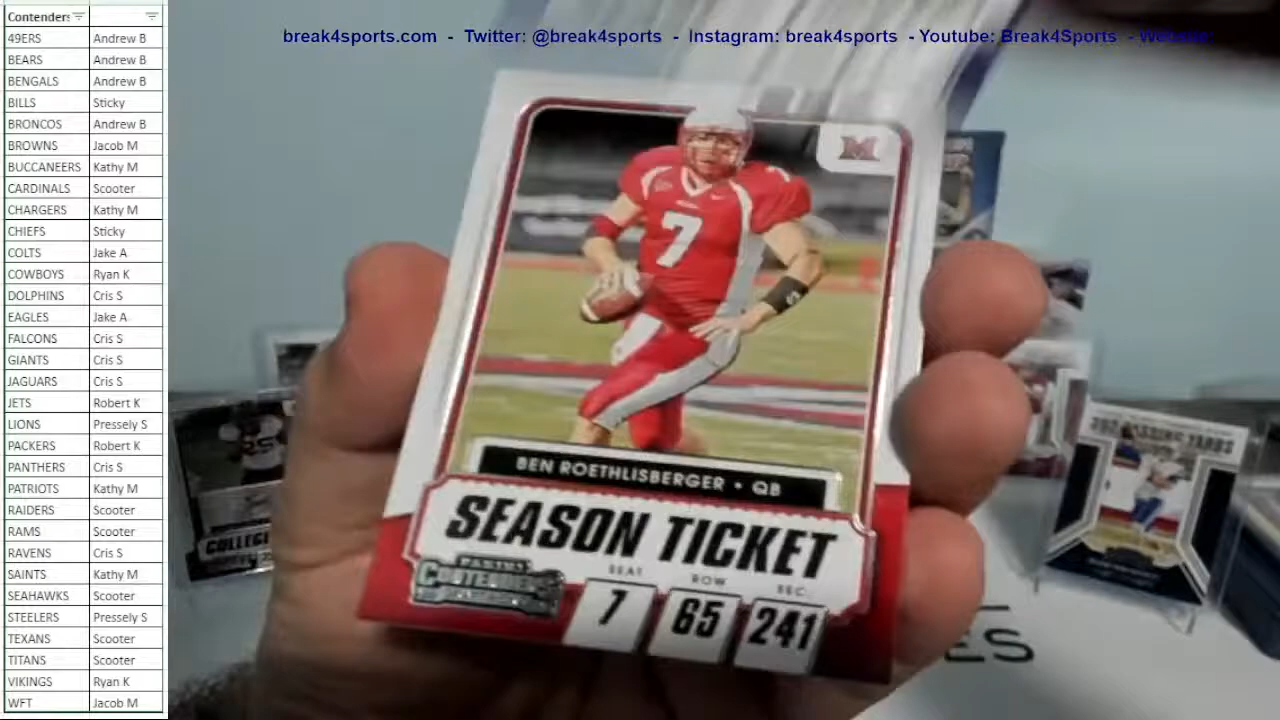 break4sports.com - Twitter: @break4sports - Instagram: break4sports - Youtube: Break4Sports - Website:
Contenders
49ERS Andrew B
BEARS Andrew B
BENGALS Andrew B
BILLS Sticky
BRONCOS Andrew B
BROWNS Jacob M
BUCCANEERS Kathy M
CARDINALS Scooter
CHARGERS Kathy M
CHIEFS Sticky
COLTS Jake A
COWBOYS Ryan K
DOLPHINS Cris S
EAGLES Jake A
FALCONS Cris S
GIANTS Cris S
JAGUARS Cris S
JETS Robert K
LIONS Pressely S
PACKERS Robert K
PANTHERS Cris S
PATRIOTS Kathy M
RAIDERS Scooter
RAMS Scooter
RAVENS Cris S
SAINTS Kathy M
SEAHAWKS Scooter
STEELERS Pressely S
TEXANS Scooter
TITANS Scooter
VIKINGS Ryan K
WFT Jacob M
M
7
BEN ROETHLISBERGER • QB
SEASON TICKET
PANINI
CONTENDERS
SEAT ROW SEC.
7 65 241